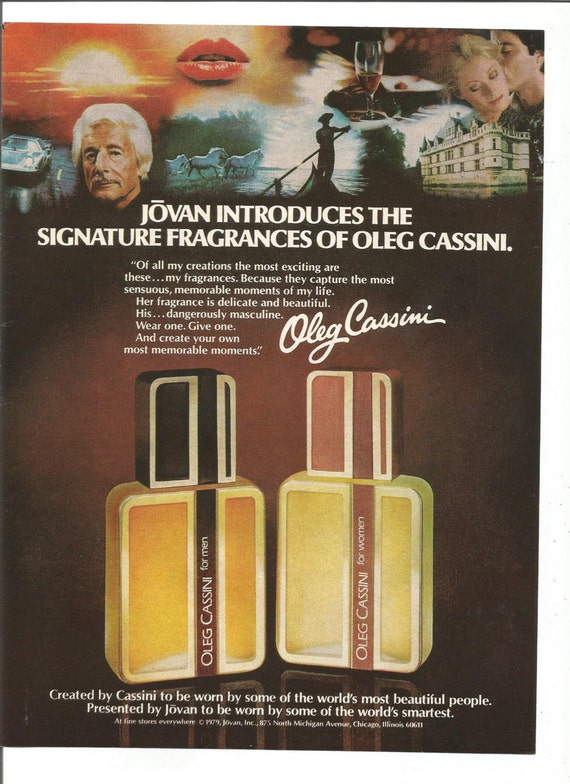 JŌVAN INTRODUCES THE
SIGNATURE FRAGRANCES OF OLEG CASSINI.
"Of all my creations the most exciting are
these...my fragrances. Because they capture the most
sensuous, memorable moments of my life.
Her fragrance is delicate and beautiful.
His...dangerously masculine.
Wear one. Give one.
And create your own
most memorable moments."
Oleg Cassini
OLEG CASSINI for men
OLEG CASSINI for women
Created by Cassini to be worn by some of the world's most beautiful people.
Presented by Jōvan to be worn by some of the world's smartest.
At fine stores everywhere © 1979, Jōvan, Inc., 875 North Michigan Avenue, Chicago, Illinois 60611